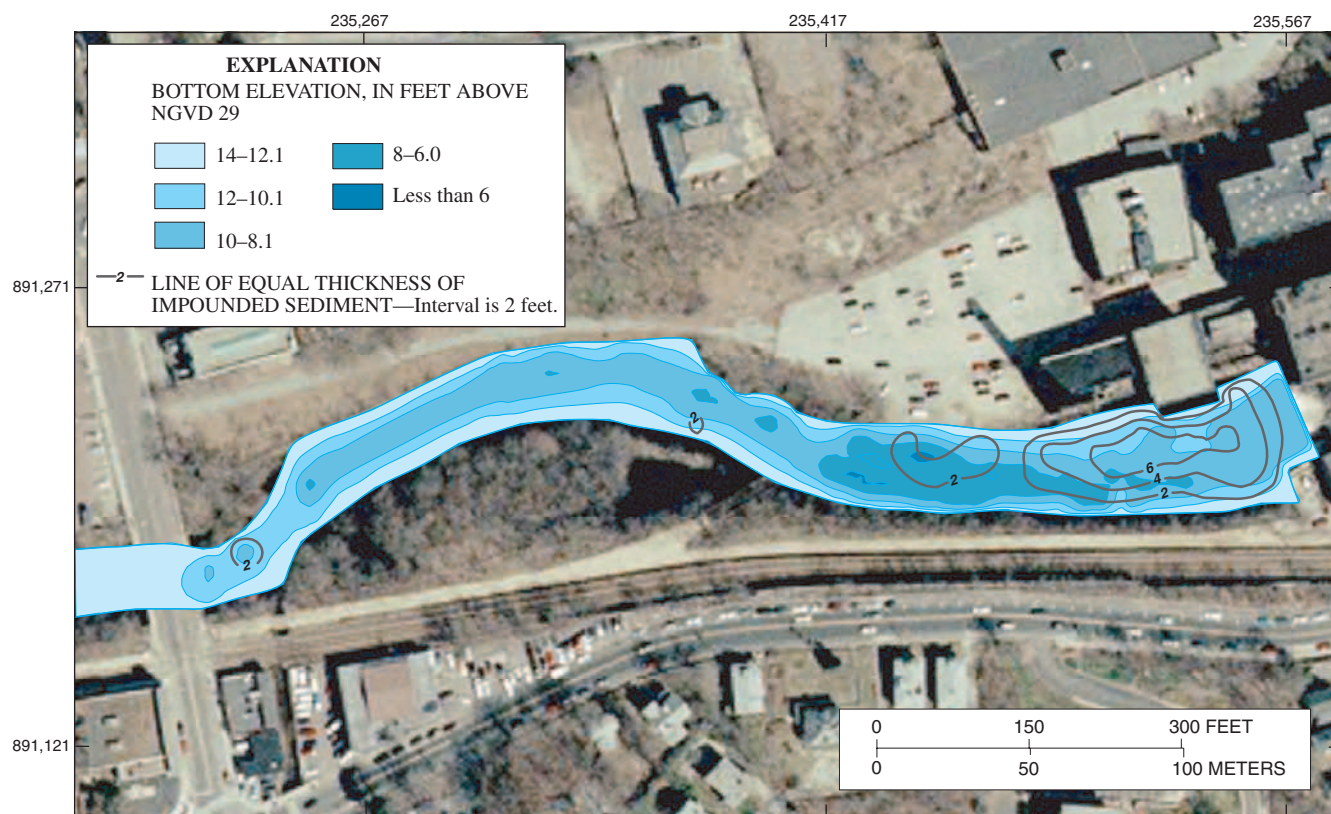 235,267
235,417
235,567
EXPLANATION
BOTTOM ELEVATION, IN FEET ABOVE
NGVD 29
14–12.1
8–6.0
12–10.1
Less than 6
10–8.1
2
LINE OF EQUAL THICKNESS OF
IMPOUNDED SEDIMENT—Interval is 2 feet.
891,271
2
2
6
4
2
2
0 150 300 FEET
0 50 100 METERS
891,121